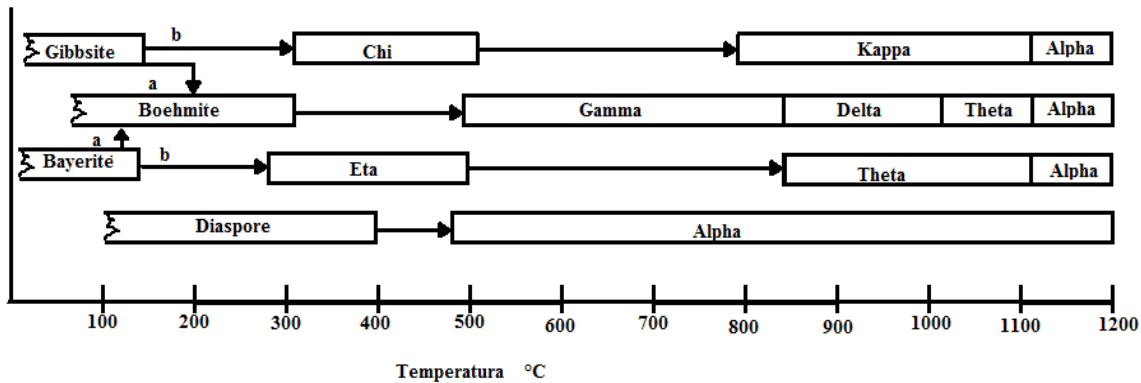 b
Gibbsite Chi Kappa Alpha
a
Boehmite Gamma Delta Theta Alpha
a
Bayerite b Eta Theta Alpha
Diaspore Alpha
100 200 300 400 500 600 700 800 900 1000 1100 1200
Temperatura °C